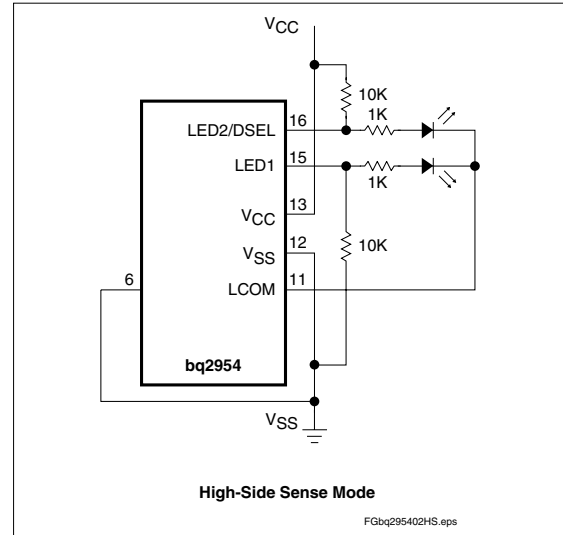 VCC
10K
16
1K
LED2/DSEL
15
LED1
1K
13
VCC
12
VSS
10K
6
11
LCOM
bq2954
VSS
High-Side Sense Mode
FGbq295402HS.eps